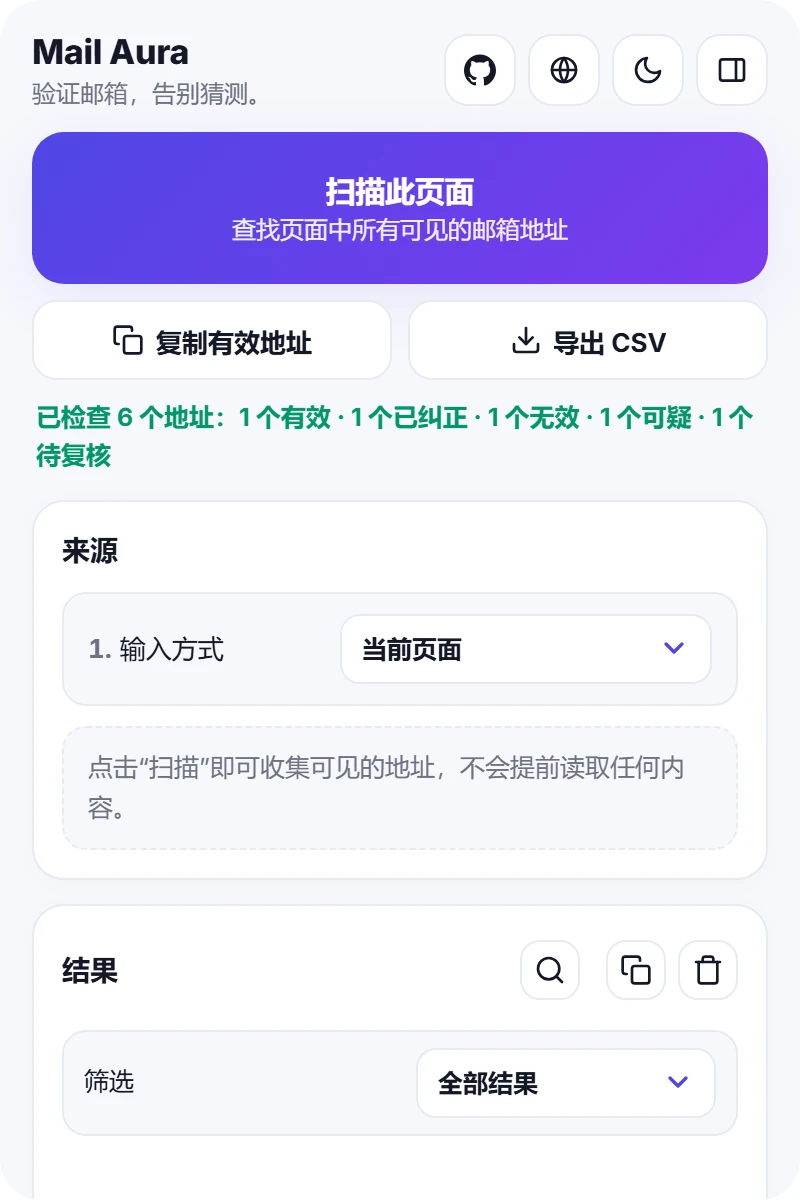 Mail Aura
验证邮箱，告别猜测。
扫描此页面
查找页面中所有可见的邮箱地址
复制有效地址
导出 CSV
已检查 6 个地址：1 个有效 · 1 个已纠正 · 1 个无效 · 1 个可疑 · 1 个
待复核
来源
1. 输入方式
当前页面
点击“扫描”即可收集可见的地址，不会提前读取任何内
容。
结果
筛选
全部结果